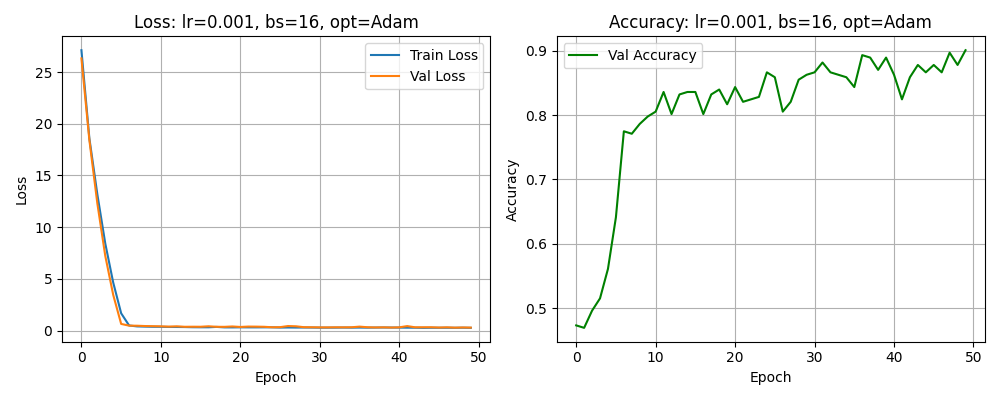 Loss: lr=0.001, bs=16, opt=Adam
Train Loss
Val Loss
25
20
15
10
5
0
Loss
0 10 20 30 40 50
Epoch
Accuracy: lr=0.001, bs=16, opt=Adam
Val Accuracy
0.9
0.8
0.7
0.6
0.5
Accuracy
0 10 20 30 40 50
Epoch